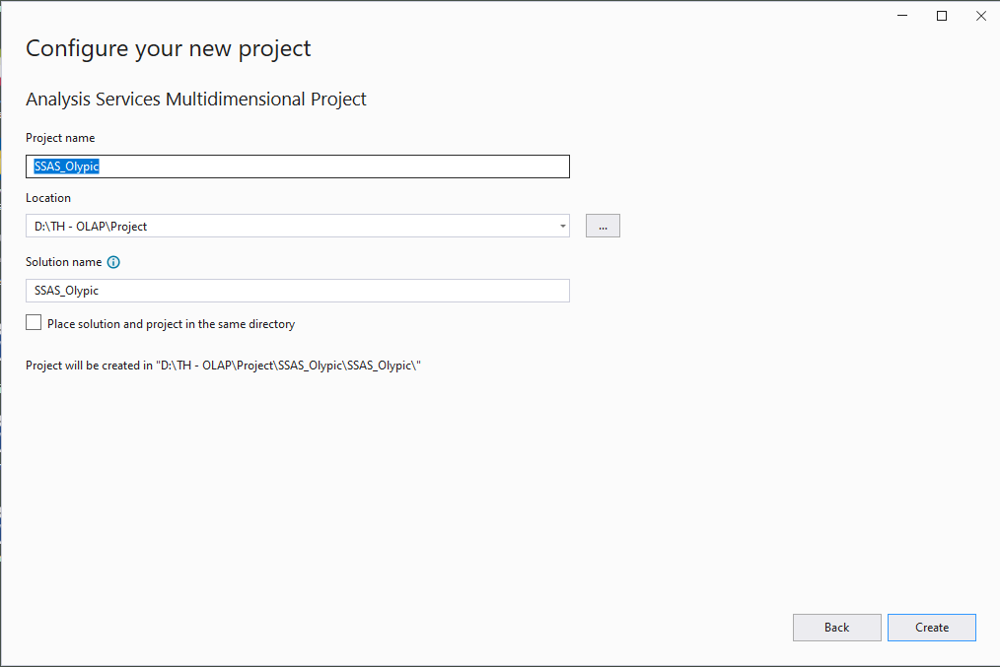 Configure your new project
Analysis Services Multidimensional Project
Project name
SSAS_Olypic
Location
D:\TH - OLAP\Project
...
Solution name
SSAS_Olypic
Place solution and project in the same directory
Project will be created in "D:\TH - OLAP\Project\SSAS_Olypic\SSAS_Olypic\"
Back
Create